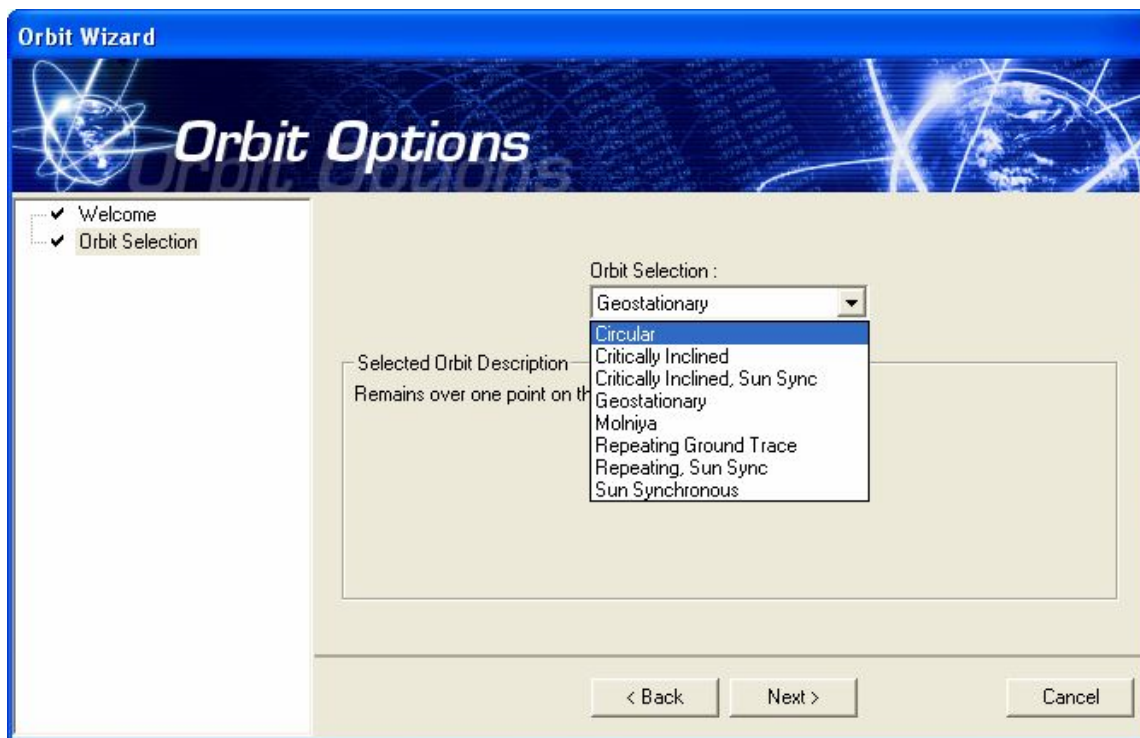 Orbit Wizard
Orbit Options
Welcome
Orbit Selection
Orbit Selection :
Geostationary
Circular
Critically Inclined
Critically Inclined, Sun Sync
Geostationary
Molniya
Repeating Ground Trace
Repeating, Sun Sync
Sun Synchronous
Selected Orbit Description
Remains over one point on
< Back
Next >
Cancel